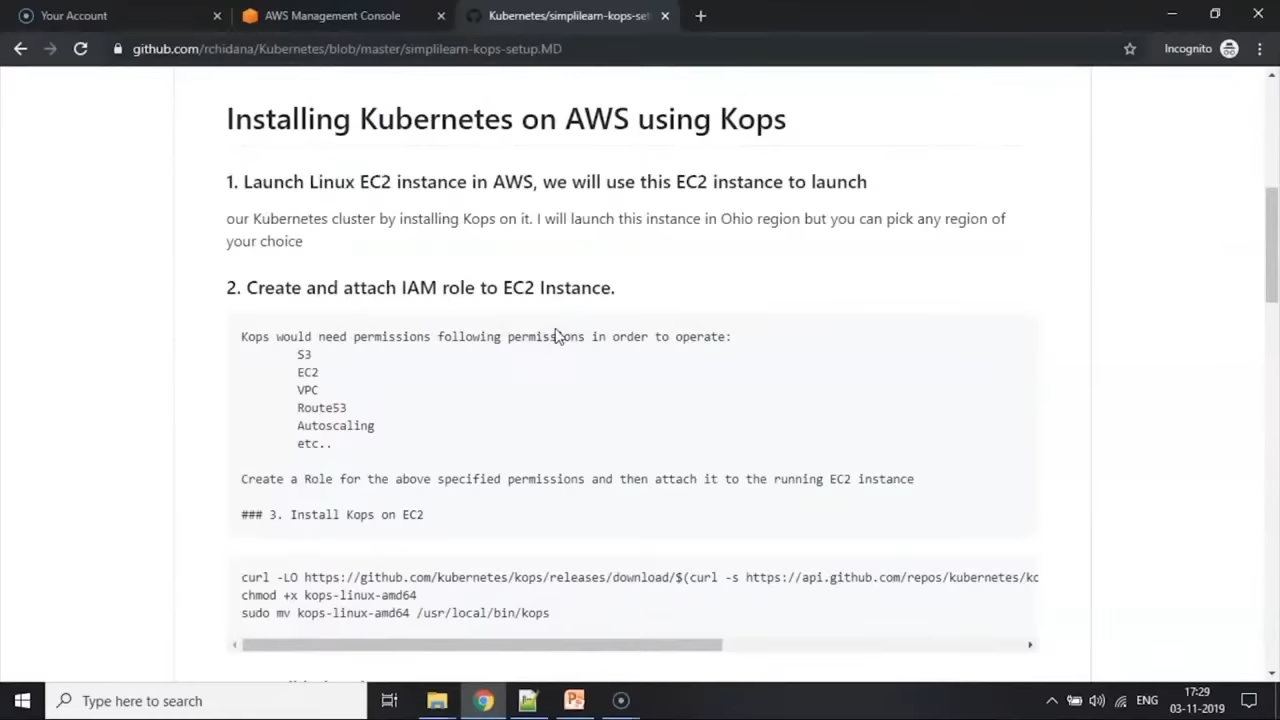 Your Account
AWS Management Console
Kubernetes/simplilearn-kops-set
github.com/rchidana/Kubernetes/blob/master/simplilearn-kops-setup.MD
Incognito
Installing Kubernetes on AWS using Kops
1. Launch Linux EC2 instance in AWS, we will use this EC2 instance to launch
our Kubernetes cluster by installing Kops on it. I will launch this instance in Ohio region but you can pick any region of
your choice
2. Create and attach IAM role to EC2 Instance.
Kops would need permissions following permissions in order to operate:
S3
EC2
VPC
Route53
Autoscaling
etc..
Create a Role for the above specified permissions and then attach it to the running EC2 instance
### 3. Install Kops on EC2
curl -LO https://github.com/kubernetes/kops/releases/download/$(curl -s https://api.github.com/repos/kubernetes/kc
chmod +x kops-linux-amd64
sudo mv kops-linux-amd64 /usr/local/bin/kops
Type here to search
ENG
17:29
03-11-2019